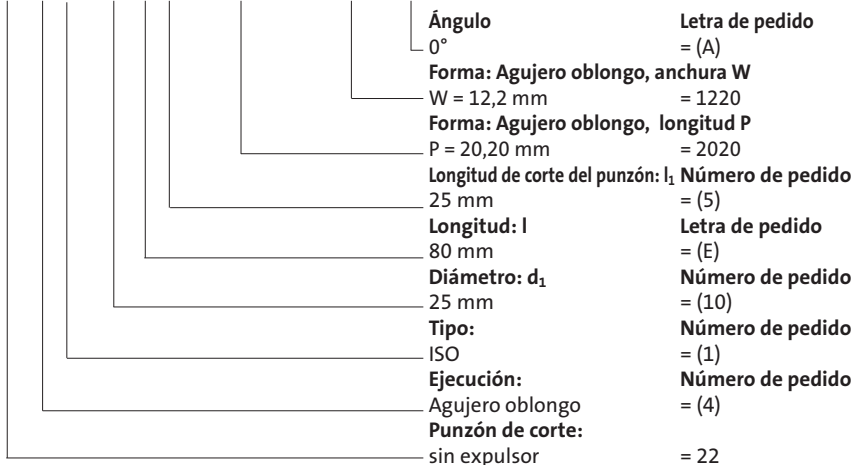 Ángulo Letra de pedido
0° = (A)
Forma: Agujero oblongo, anchura W
W = 12,2 mm = 1220
Forma: Agujero oblongo, longitud P
P = 20,20 mm = 2020
Longitud de corte del punzón: l₁ Número de pedido
25 mm = (5)
Longitud: l Letra de pedido
80 mm = (E)
Diámetro: d₁ Número de pedido
25 mm = (10)
Tipo: Número de pedido
ISO = (1)
Ejecución: Número de pedido
Agujero oblongo = (4)
Punzón de corte:
sin expulsor = 22